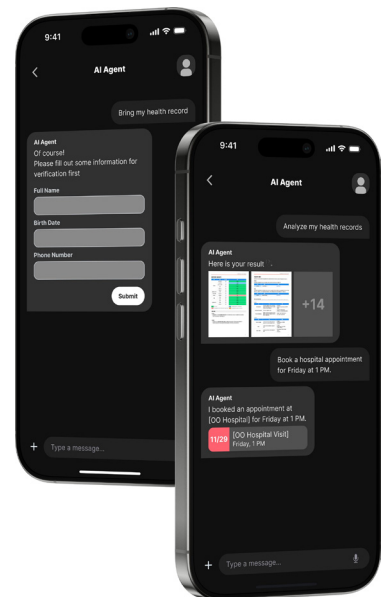 9:41
AI Agent
Bring my health record
AI Agent
Of course!
Please fill out some information for
verification first
Full Name
Birth Date
Phone Number
Submit
Type a message...
9:41
AI Agent
Analyze my health records
AI Agent
Here is your result
+14
Book a hospital appointment
for Friday at 1 PM.
AI Agent
I booked an appointment at
[OO Hospital] for Friday at 1 PM.
11/29
[OO Hospital Visit]
Friday, 1 PM
Type a message...